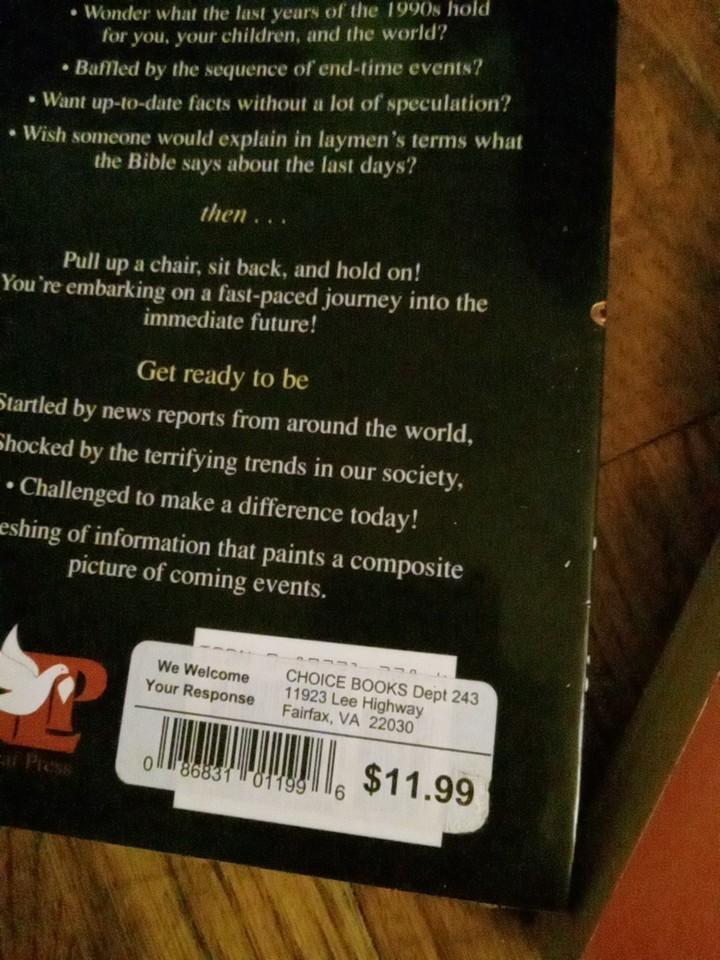 • Wonder what the last years of the 1990s hold
for you, your children, and the world?
• Baffled by the sequence of end-time events?
• Want up-to-date facts without a lot of speculation?
• Wish someone would explain in laymen's terms what
the Bible says about the last days?
then . . .
Pull up a chair, sit back, and hold on!
You're embarking on a fast-paced journey into the
immediate future!
Get ready to be
Startled by news reports from around the world,
Shocked by the terrifying trends in our society,
• Challenged to make a difference today!
eshing of information that paints a composite
picture of coming events.
We Welcome
Your Response
CHOICE BOOKS Dept 243
11923 Lee Highway
Fairfax, VA 22030
0 86831 01199 6
$11.99
LP
af Press